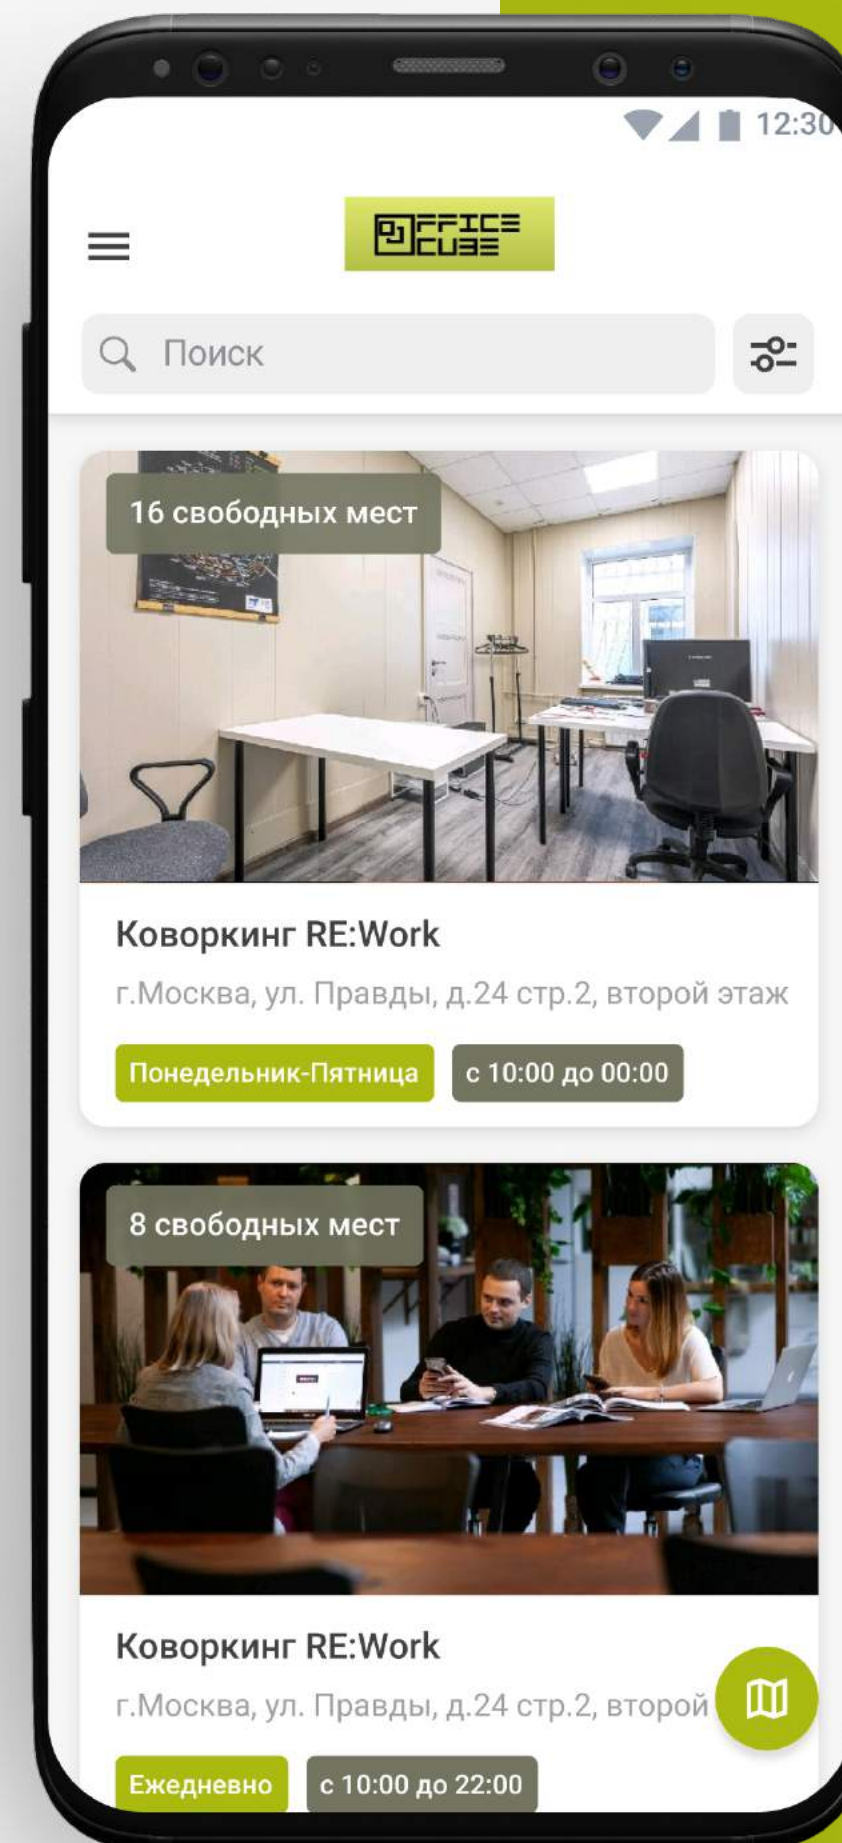 12:30
OFFICE
CUBE
Поиск
16 свободных мест
Коворкинг RE:Work
г.Москва, ул. Правды, д.24 стр.2, второй этаж
Понедельник-Пятница
с 10:00 до 00:00
8 свободных мест
Коворкинг RE:Work
г.Москва, ул. Правды, д.24 стр.2, второй
Ежедневно
с 10:00 до 22:00